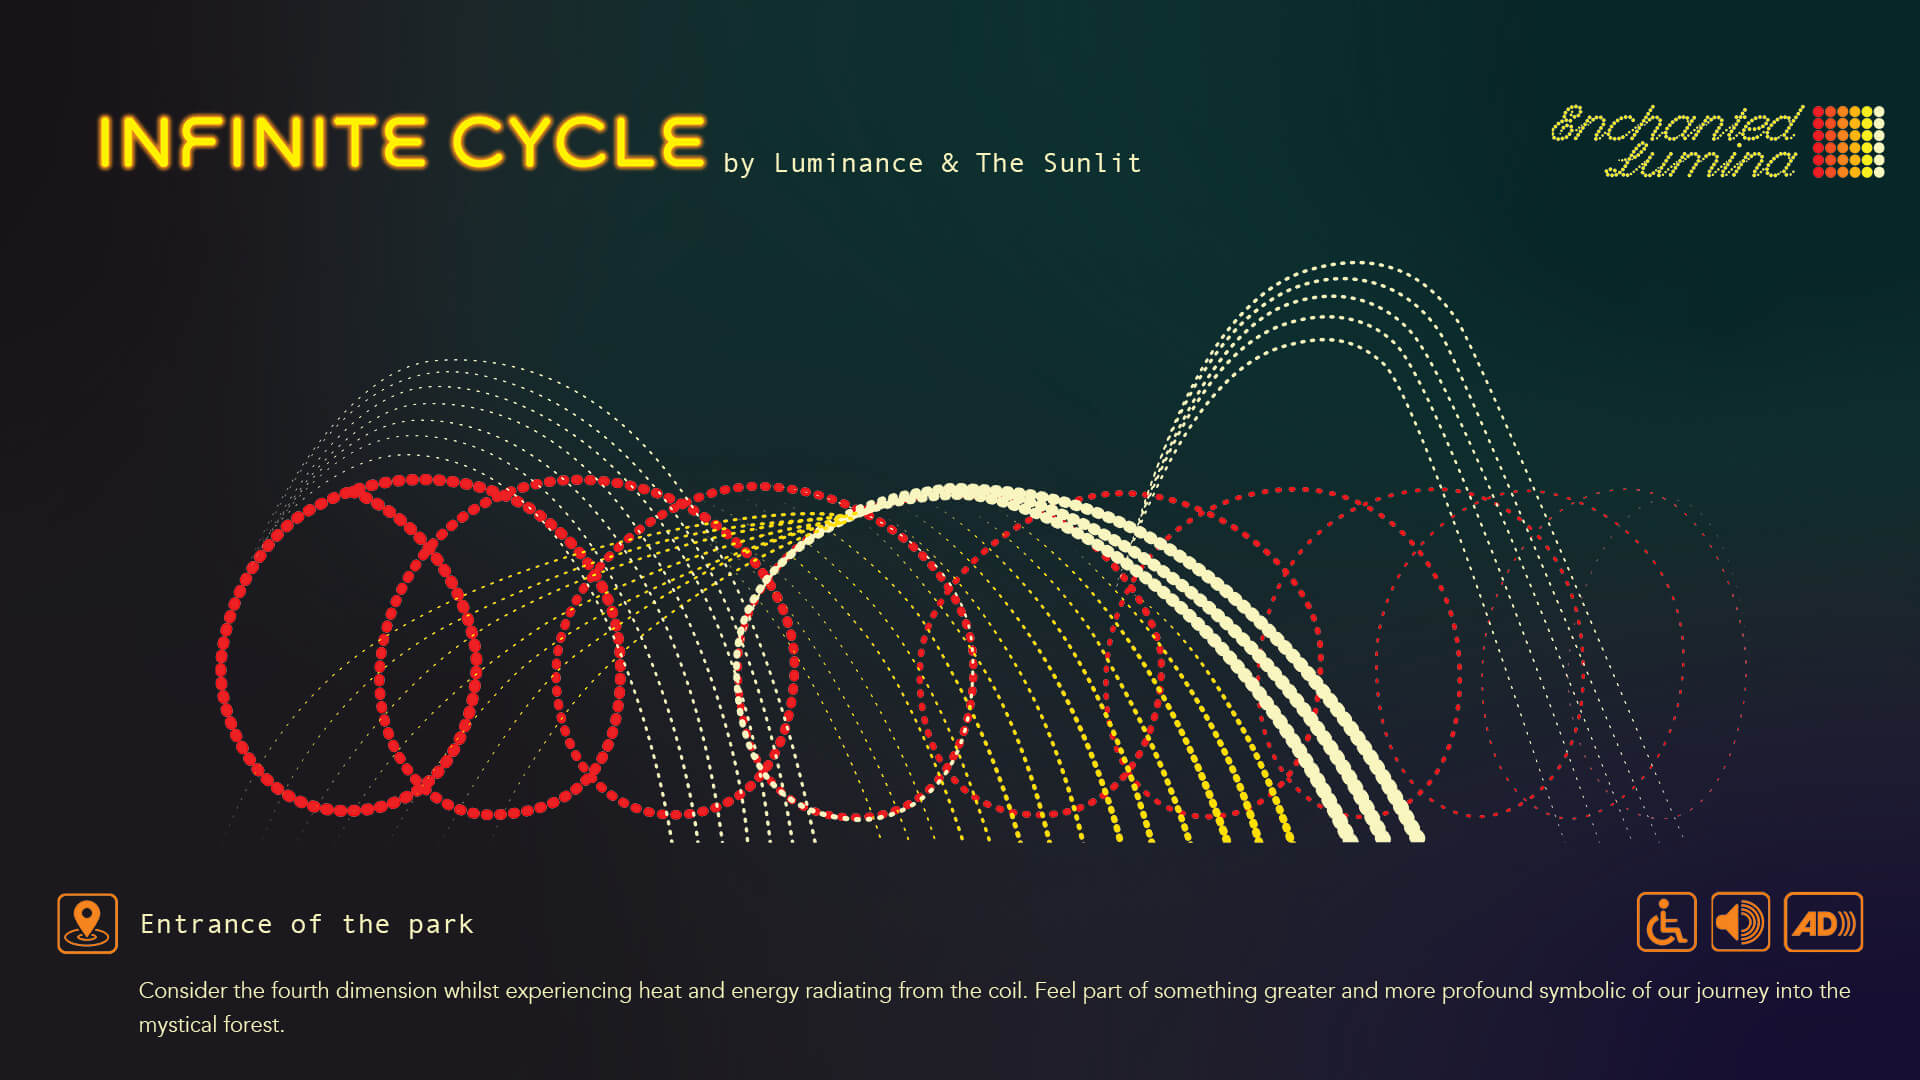 INFINITE CYCLE by Luminance & The Sunlit
Enchanted
Lumina
Entrance of the park
AD
Consider the fourth dimension whilst experiencing heat and energy radiating from the coil. Feel part of something greater and more profound symbolic of our journey into the
mystical forest.